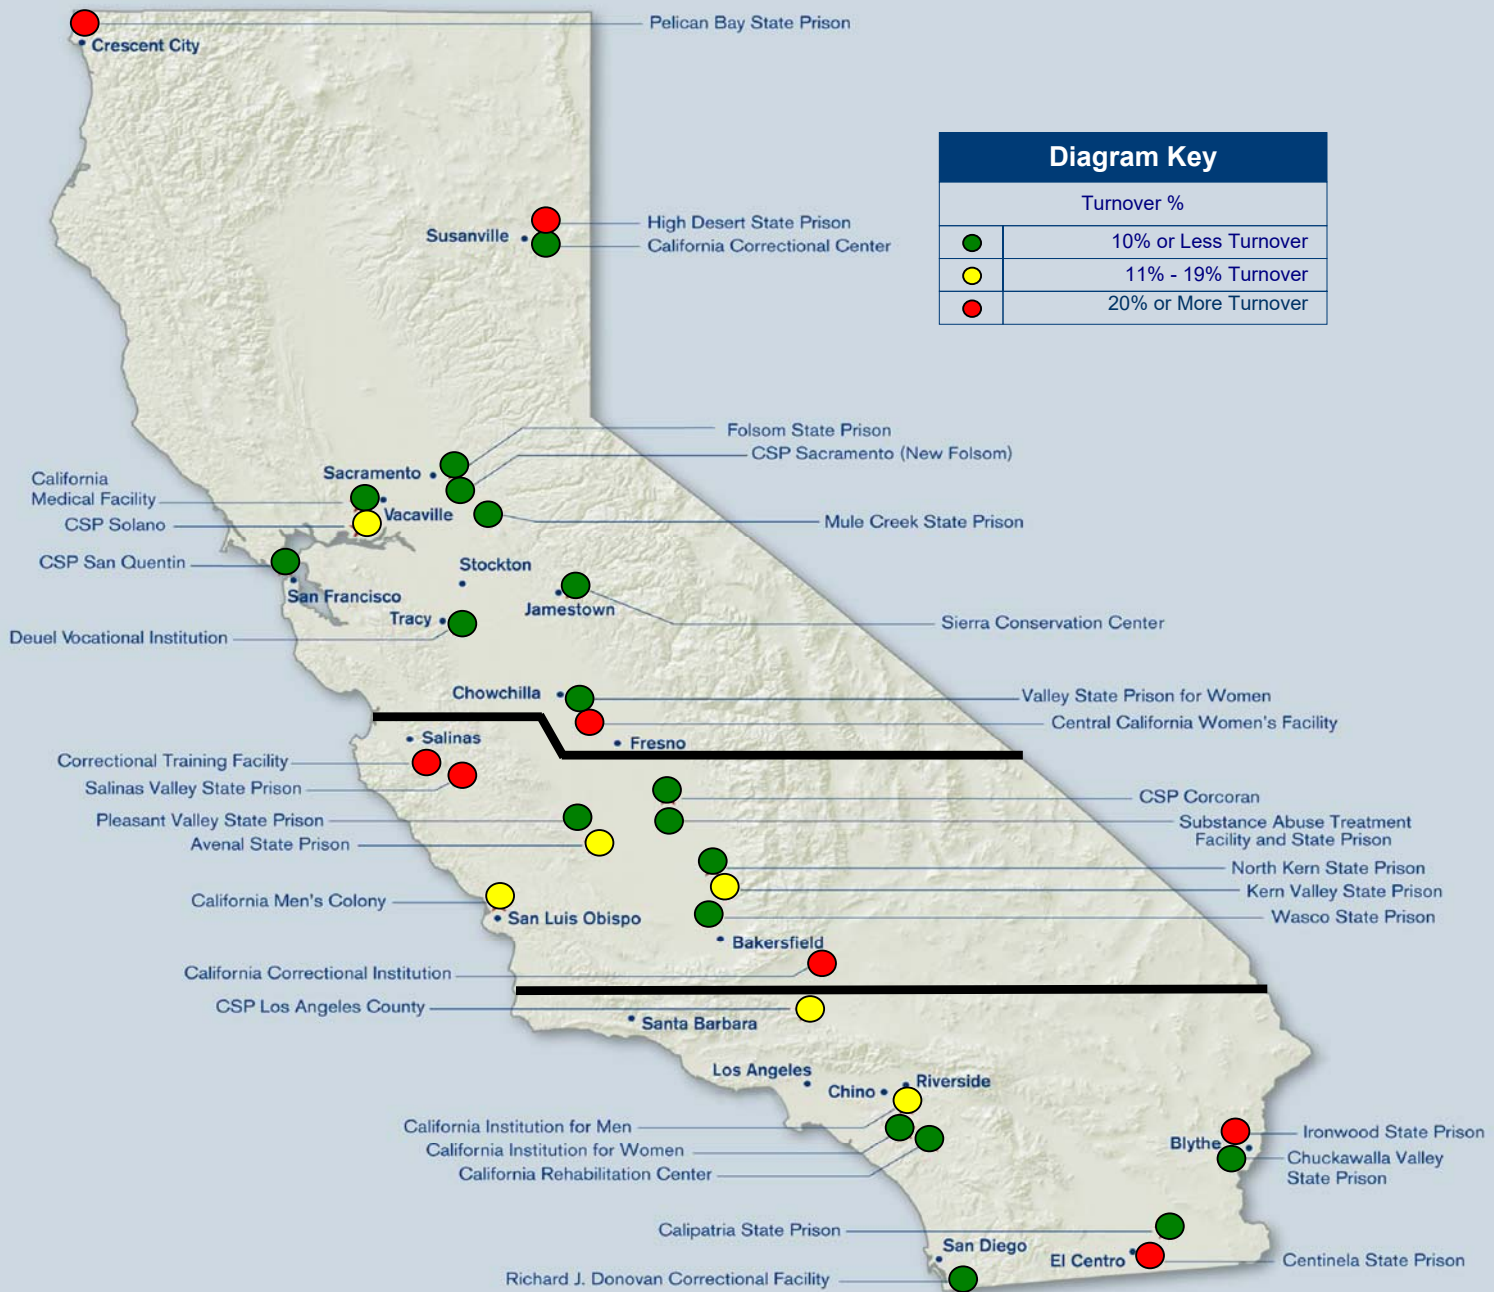 Pelican Bay State Prison
Crescent City
Diagram Key
Turnover %
10% or Less Turnover
11% - 19% Turnover
20% or More Turnover
High Desert State Prison
Susanville
California Correctional Center
Folsom State Prison
CSP Sacramento (New Folsom)
Sacramento
California
Medical Facility
Vacaville
CSP Solano
Mule Creek State Prison
CSP San Quentin
Stockton
San Francisco
Jamestown
Tracy
Sierra Conservation Center
Deuel Vocational Institution
Chowchilla
Valley State Prison for Women
Central California Women's Facility
Salinas
Fresno
Correctional Training Facility
Salinas Valley State Prison
CSP Corcoran
Pleasant Valley State Prison
Substance Abuse Treatment
Facility and State Prison
Avenal State Prison
North Kern State Prison
Kern Valley State Prison
California Men's Colony
San Luis Obispo
Wasco State Prison
Bakersfield
California Correctional Institution
CSP Los Angeles County
Santa Barbara
Los Angeles
Riverside
Chino
California Institution for Men
California Institution for Women
California Rehabilitation Center
Ironwood State Prison
Blythe
Chuckawalla Valley
State Prison
Calipatria State Prison
San Diego
El Centro
Centinela State Prison
Richard J. Donovan Correctional Facility